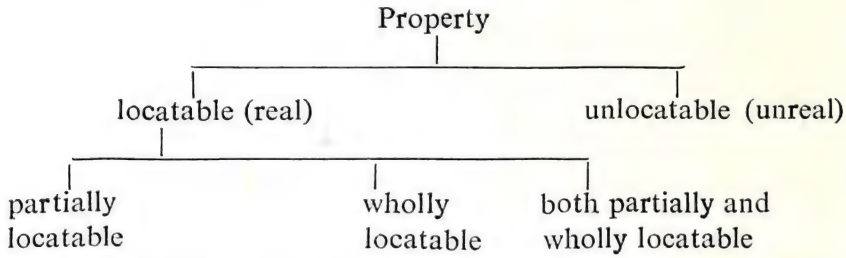 Property
locatable (real) unlocatable (unreal)
partially wholly both partially and
locatable locatable wholly locatable